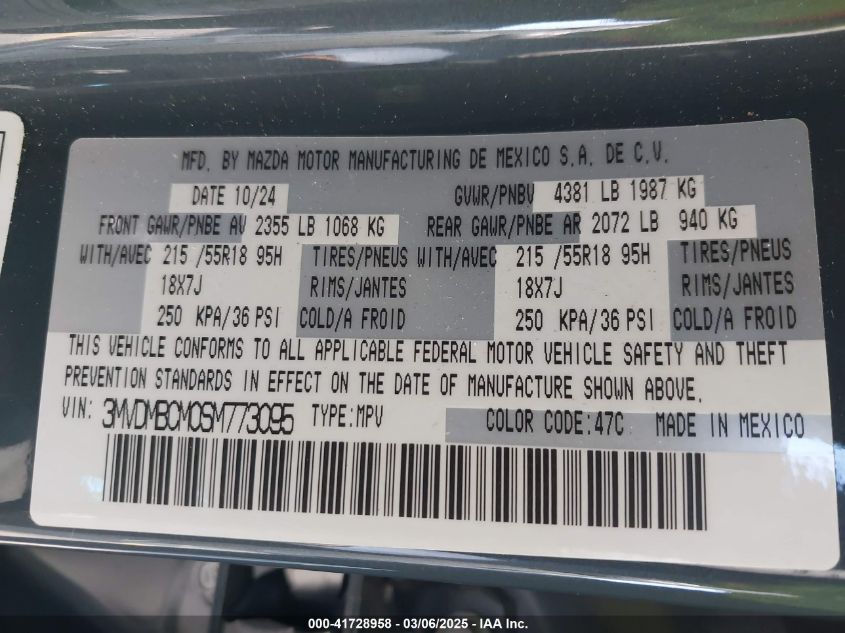 MFD. BY MAZDA MOTOR MANUFACTURING DE MEXICO S.A. DE C.V.
DATE 10/24 GVWR/PNBV 4381 LB 1987 KG
FRONT GAWR/PNBE AV 2355 LB 1068 KG REAR GAWR/PNBE AR 2072 LB 940 KG
WITH/AVEC 215 /55R18 95H TIRES/PNEUS WITH/AVEC 215 /55R18 95H TIRES/PNEUS
18X7J RIMS/JANTES 18X7J RIMS/JANTES
250 KPA/36 PSI COLD/A FROID 250 KPA/36 PSI COLD/A FROID
THIS VEHICLE CONFORMS TO ALL APPLICABLE FEDERAL MOTOR VEHICLE SAFETY AND THEFT
PREVENTION STANDARDS IN EFFECT ON THE DATE OF MANUFACTURE SHOWN ABOVE.
VIN: 3MVDMBCM0SM773095 TYPE:MPV COLOR CODE:47C MADE IN MEXICO
000-41728958 - 03/06/2025 - IAA Inc.